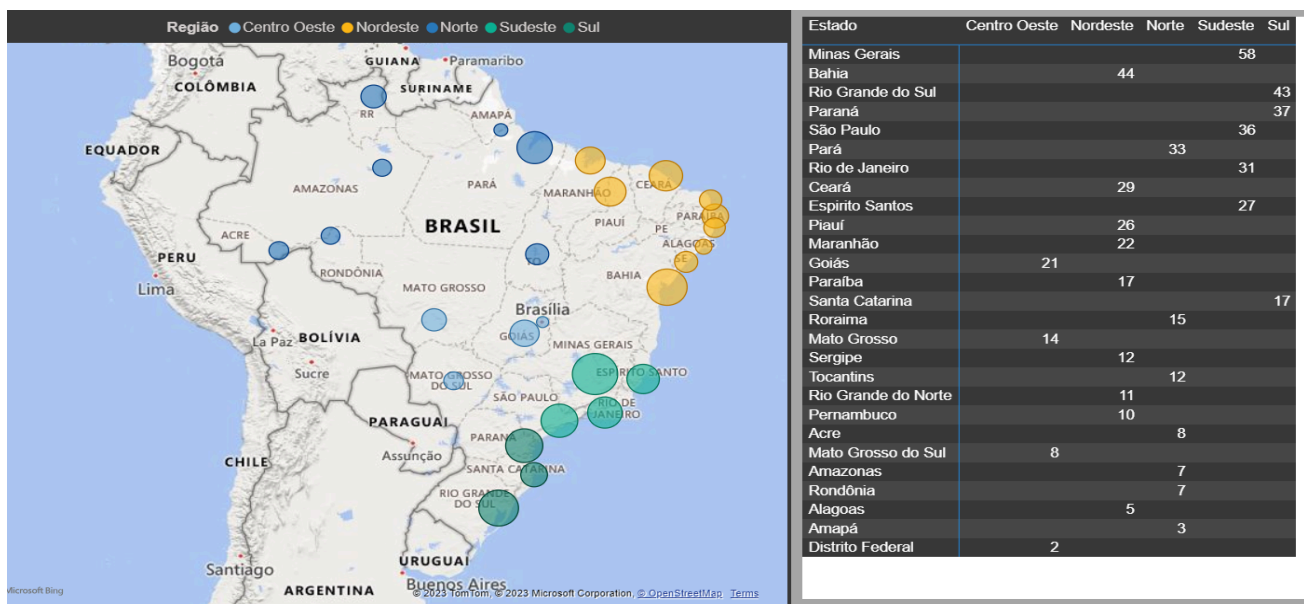 Região Centro Oeste Nordeste Norte Sudeste Sul
Bogotá
COLÔMBIA
GUIANA
Paramaribo
SURINAME
RR
AMAPÁ
EQUADOR
AMAZONAS
PARÁ
MARANHÃO
CEARÁ
BRASIL
PIAUÍ
PARAÍBA
PE
ACRE
ALAGOAS
PERU
TO
SE
RONDÔNIA
BAHIA
Lima
MATO GROSSO
Brasília
BOLÍVIA
La Paz
GOIÁS
MINAS GERAIS
Sucre
MATO GROSSO
DO SUL
ESPIRITO SANTO
SÃO PAULO
RIO DE
JANEIRO
PARAGUAI
PARANÁ
Assunção
CHILE
SANTA CATARINA
RIO GRANDE
DO SUL
URUGUAI
Santiago
Buenos Aires
ARGENTINA
Microsoft Bing
© 2023 TomTom, © 2023 Microsoft Corporation, © OpenStreetMap Terms
Estado Centro Oeste Nordeste Norte Sudeste Sul
Minas Gerais 58
Bahia 44
Rio Grande do Sul 43
Paraná 37
São Paulo 36
Pará 33
Rio de Janeiro 31
Ceará 29
Espirito Santos 27
Piauí 26
Maranhão 22
Goiás 21
Paraíba 17
Santa Catarina 17
Roraima 15
Mato Grosso 14
Sergipe 12
Tocantins 12
Rio Grande do Norte 11
Pernambuco 10
Acre 8
Mato Grosso do Sul 8
Amazonas 7
Rondônia 7
Alagoas 5
Amapá 3
Distrito Federal 2